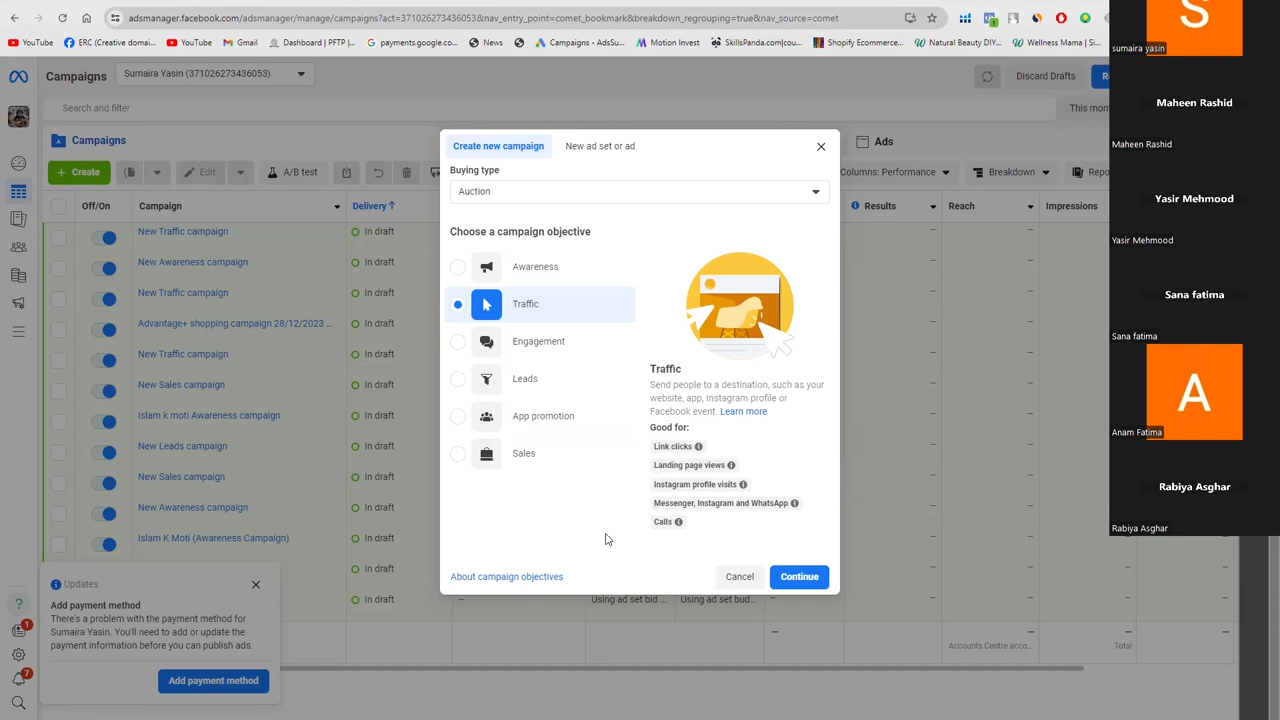 adsmanager.facebook.com/adsmanager/manage/campaigns?act=371026273436053&nav_entry_point=comet_bookmark&breakdown_regrouping=true&nav_source=comet
YouTube
ERC (Creative domai...
YouTube
Gmail
Dashboard | PFTP |...
payments.google.co...
News
Campaigns - AdsSu...
Motion Invest
SkillsPanda.com|cou...
Shopify Ecommerce...
Natural Beauty DIY...
Wellness Mama | Si...
Campaigns
Sumaira Yasin (371026273436053)
Discard Drafts
Search and filter
This mon
Campaigns
Ads
+ Create
Edit
A/B test
Columns: Performance
Breakdown
Repo
Off/On
Campaign
Delivery ↑
Results
Reach
Impressions
New Traffic campaign
In draft
New Awareness campaign
In draft
New Traffic campaign
In draft
Advantage+ shopping campaign 28/12/2023 ...
In draft
New Traffic campaign
In draft
New Sales campaign
In draft
Islam k moti Awareness campaign
In draft
New Leads campaign
In draft
New Sales campaign
In draft
New Awareness campaign
In draft
Islam K Moti (Awareness Campaign)
In draft
In draft
In draft
Using ad set bid ...
Using ad set bud...
Accounts Centre acco...
Total
Create new campaign
New ad set or ad
Buying type
Auction
Choose a campaign objective
Awareness
Traffic
Engagement
Leads
App promotion
Sales
Traffic
Send people to a destination, such as your
website, app, Instagram profile or
Facebook event. Learn more
Good for:
Link clicks
Landing page views
Instagram profile visits
Messenger, Instagram and WhatsApp
Calls
About campaign objectives
Cancel
Continue
Updates
Add payment method
There's a problem with the payment method for
Sumaira Yasin. You'll need to add or update the
payment information before you can publish ads.
Add payment method
1
7
S
sumaira yasin
Maheen Rashid
Maheen Rashid
Yasir Mehmood
Yasir Mehmood
Sana fatima
Sana fatima
A
Anam Fatima
Rabiya Asghar
Rabiya Asghar